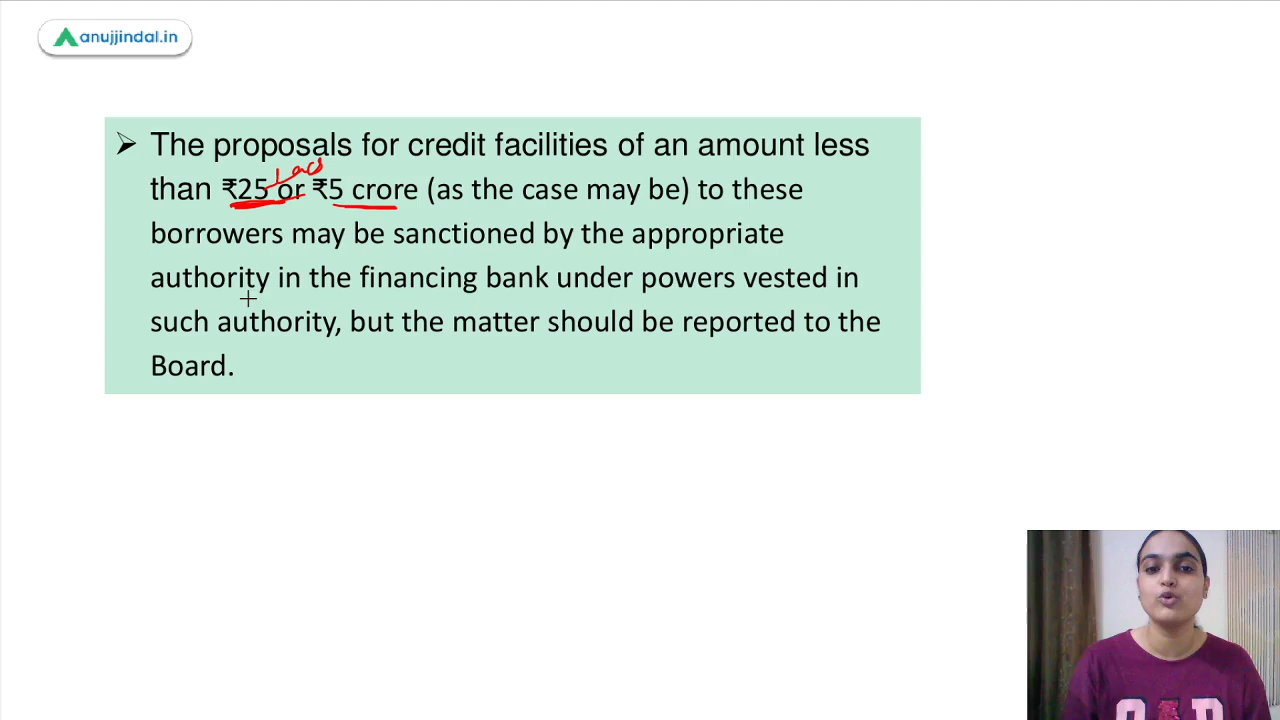 anujjindal.in
➢ The proposals for credit facilities of an amount less
lacs
than ₹25 or ₹5 crore (as the case may be) to these
borrowers may be sanctioned by the appropriate
authority in the financing bank under powers vested in
such authority, but the matter should be reported to the
Board.